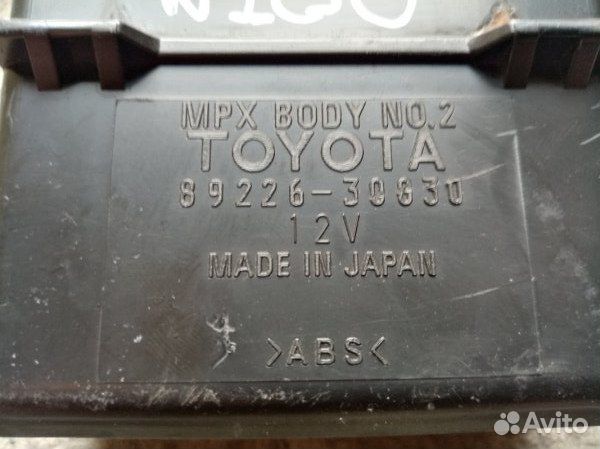 MPX BODY NO.2
TOYOTA
89226-30030
12V
MADE IN JAPAN
>ABS<
Avito